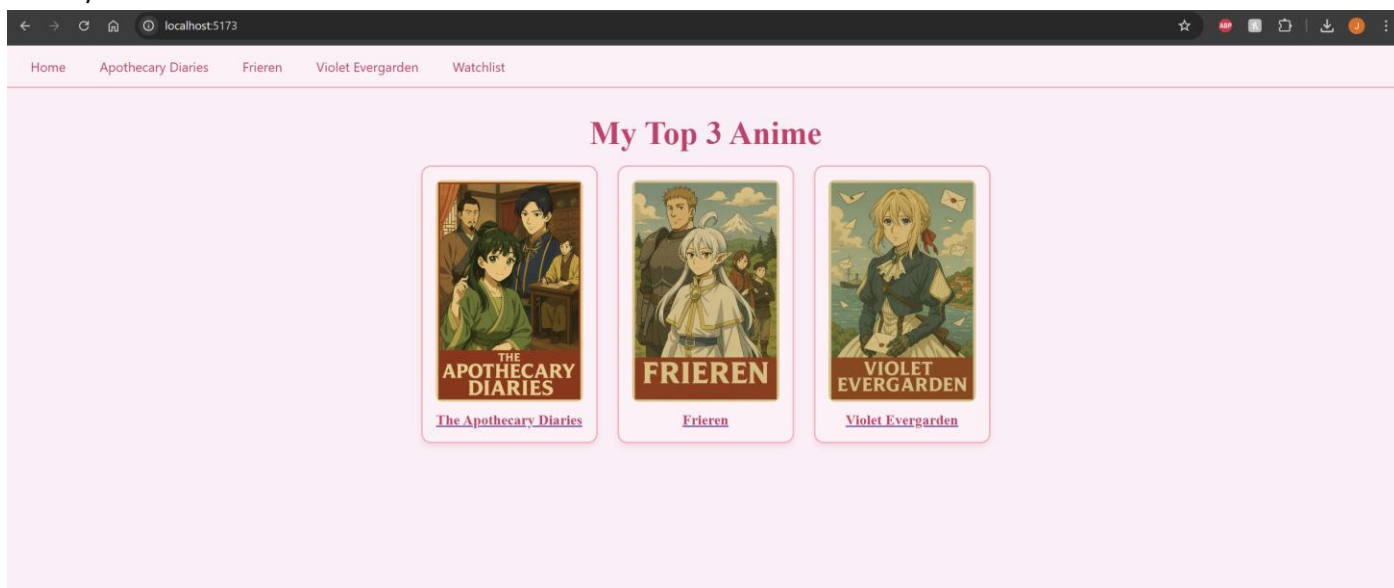 localhost:5173
ABP
J
Home Apothecary Diaries Frieren Violet Evergarden Watchlist
My Top 3 Anime
THE
APOTHECARY
DIARIES
The Apothecary Diaries
FRIEREN
Frieren
VIOLET
EVERGARDEN
Violet Evergarden